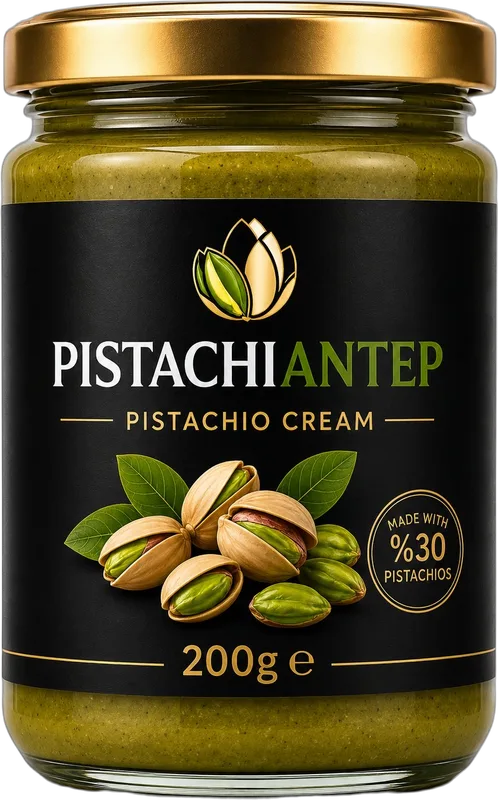 PISTACHIANTEP
PISTACHIO CREAM
MADE WITH
%30
PISTACHIOS
200g ℮